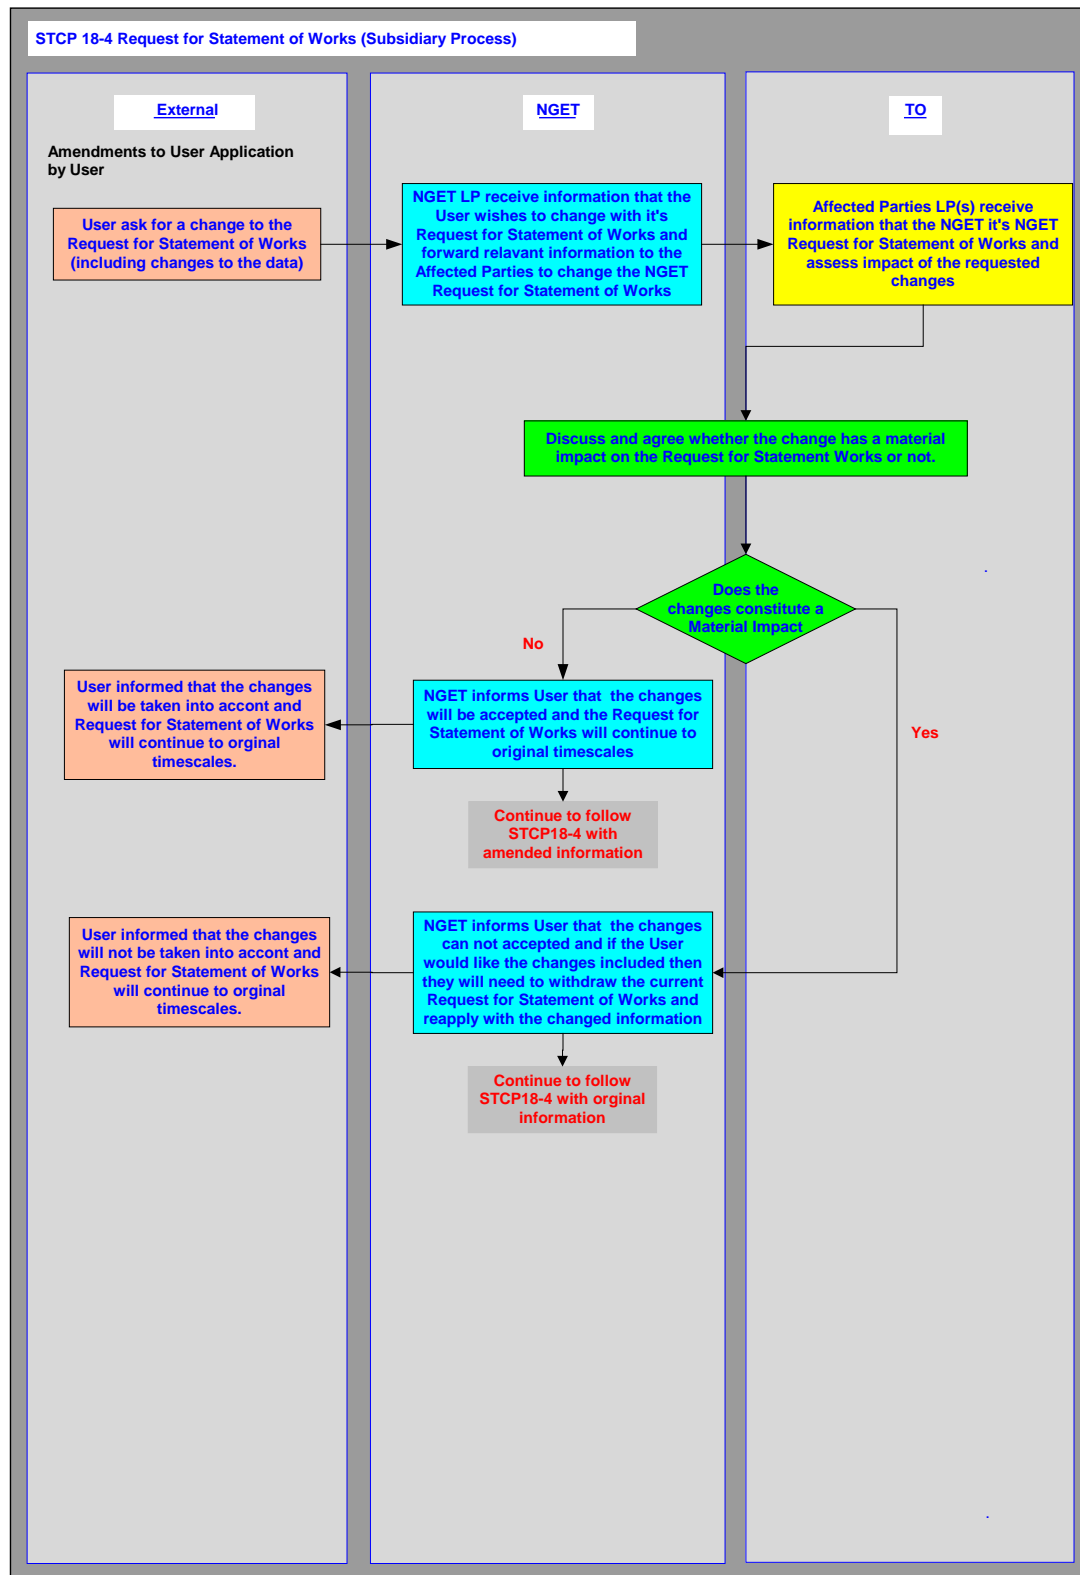 STCP 18-4 Request for Statement of Works (Subsidiary Process)
External
NGET
TO
Amendments to User Application
by User
User ask for a change to the
Request for Statement of Works
(including changes to the data)
NGET LP receive information that the
User wishes to change with it's
Request for Statement of Works and
forward relavant information to the
Affected Parties to change the NGET
Request for Statement of Works
Affected Parties LP(s) receive
information that the NGET it's NGET
Request for Statement of Works and
assess impact of the requested
changes
Discuss and agree whether the change has a material
impact on the Request for Statement Works or not.
Does the
changes constitute a
Material Impact
No
Yes
User informed that the changes
will be taken into accont and
Request for Statement of Works
will continue to orginal
timescales.
NGET informs User that the changes
will be accepted and the Request for
Statement of Works will continue to
original timescales
Continue to follow
STCP18-4 with
amended information
User informed that the changes
will not be taken into accont and
Request for Statement of Works
will continue to orginal
timescales.
NGET informs User that the changes
can not accepted and if the User
would like the changes included then
they will need to withdraw the current
Request for Statement of Works and
reapply with the changed information
Continue to follow
STCP18-4 with orginal
information